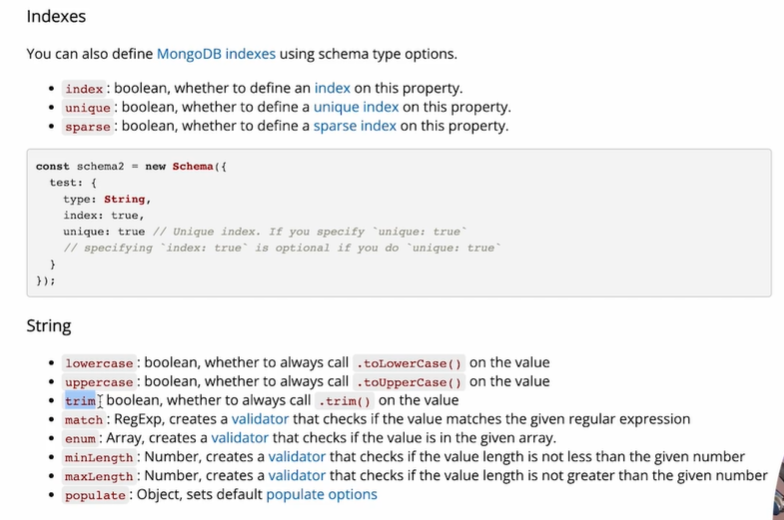 Indexes
You can also define MongoDB indexes using schema type options.
• index: boolean, whether to define an index on this property.
• unique: boolean, whether to define a unique index on this property.
• sparse: boolean, whether to define a sparse index on this property.
const schema2 = new Schema({
  test: {
    type: String,
    index: true,
    unique: true // Unique index. If you specify `unique: true`
    // specifying `index: true` is optional if you do `unique: true`
  }
});
String
• lowercase: boolean, whether to always call .toLowerCase() on the value
• uppercase: boolean, whether to always call .toUpperCase() on the value
• trim: boolean, whether to always call .trim() on the value
• match: RegExp, creates a validator that checks if the value matches the given regular expression
• enum: Array, creates a validator that checks if the value is in the given array.
• minLength: Number, creates a validator that checks if the value length is not less than the given number
• maxLength: Number, creates a validator that checks if the value length is not greater than the given number
• populate: Object, sets default populate options